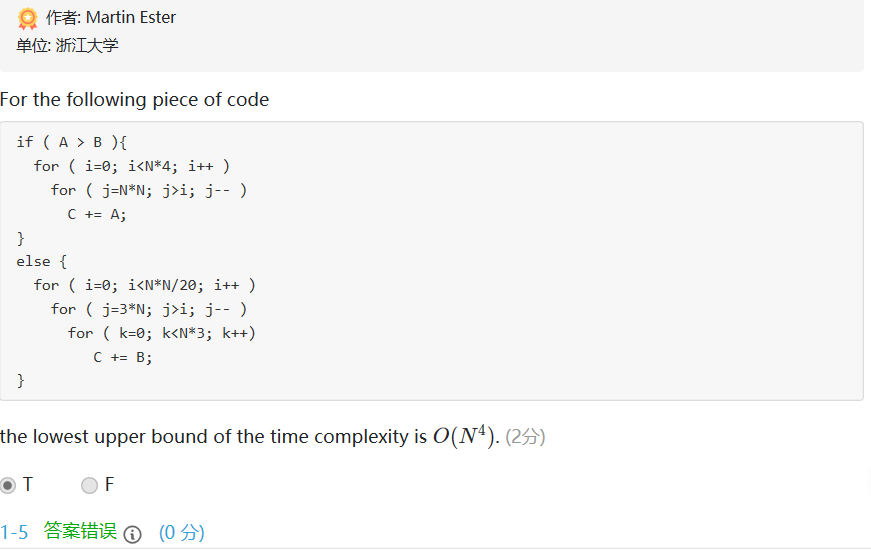 作者: Martin Ester
单位: 浙江大学
For the following piece of code
if ( A > B ){
  for ( i=0; i<N*4; i++ )
    for ( j=N*N; j>i; j-- )
      C += A;
}
else {
  for ( i=0; i<N*N/20; i++ )
    for ( j=3*N; j>i; j-- )
      for ( k=0; k<N*3; k++)
         C += B;
}
the lowest upper bound of the time complexity is O(N⁴). (2分)
T F
1-5 答案错误 (0 分)